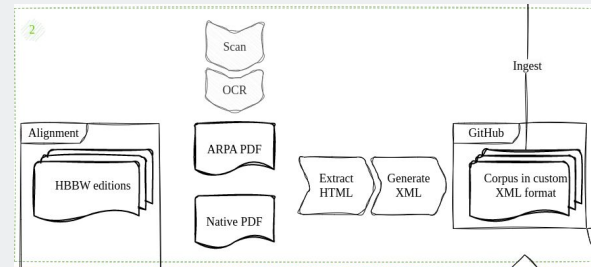 2
Scan
OCR
Ingest
Alignment
HBBW editions
ARPA PDF
Native PDF
Extract
HTML
Generate
XML
GitHub
Corpus in custom
XML format